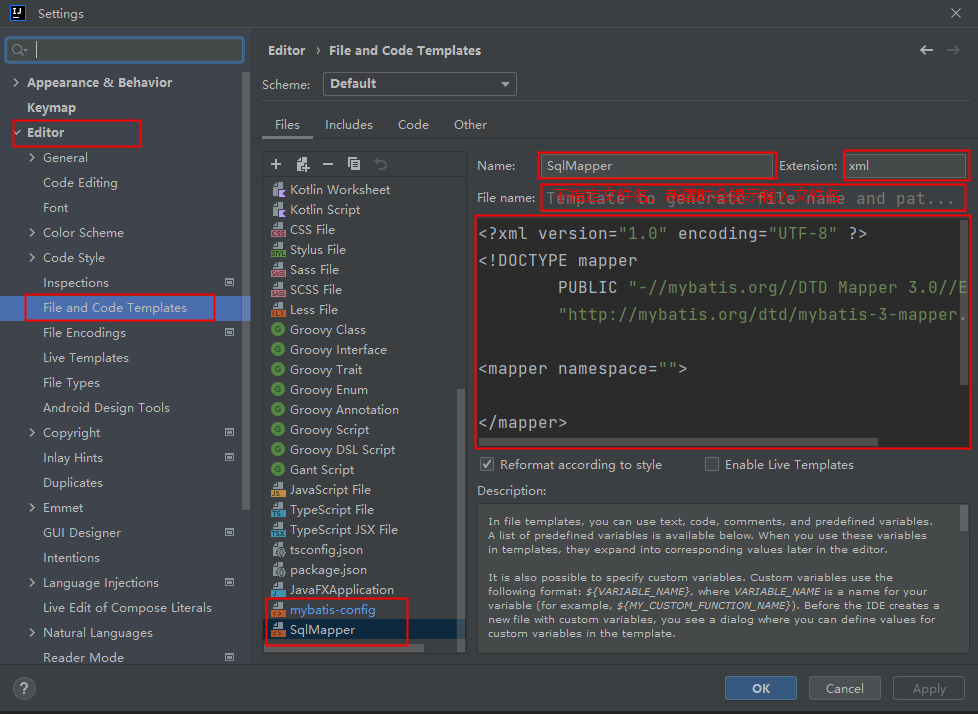 Settings
Appearance & Behavior
Keymap
Editor
General
Code Editing
Font
Color Scheme
Code Style
Inspections
File and Code Templates
File Encodings
Live Templates
File Types
Android Design Tools
Copyright
Inlay Hints
Duplicates
Emmet
GUI Designer
Intentions
Language Injections
Live Edit of Compose Literals
Natural Languages
Reader Mode
Editor › File and Code Templates
Scheme: Default
Files Includes Code Other
Kotlin Worksheet
Kotlin Script
CSS File
Stylus File
Sass File
SCSS File
Less File
Groovy Class
Groovy Interface
Groovy Trait
Groovy Enum
Groovy Annotation
Groovy Script
Groovy DSL Script
Gant Script
JavaScript File
TypeScript File
TypeScript JSX File
tsconfig.json
package.json
JavaFXApplication
mybatis-config
SqlMapper
Name: SqlMapper Extension: xml
File name: Template to generate file name and pat...
<?xml version="1.0" encoding="UTF-8" ?>
<!DOCTYPE mapper
PUBLIC "-//mybatis.org//DTD Mapper 3.0//E
"http://mybatis.org/dtd/mybatis-3-mapper.
<mapper namespace="">
</mapper>
Reformat according to style Enable Live Templates
Description:
In file templates, you can use text, code, comments, and predefined variables.
A list of predefined variables is available below. When you use these variables
in templates, they expand into corresponding values later in the editor.
It is also possible to specify custom variables. Custom variables use the
following format: ${VARIABLE_NAME}, where VARIABLE_NAME is a name for your
variable (for example, ${MY_CUSTOM_FUNCTION_NAME}). Before the IDE creates a
new file with custom variables, you see a dialog where you can define values for
custom variables in the template.
? OK Cancel Apply